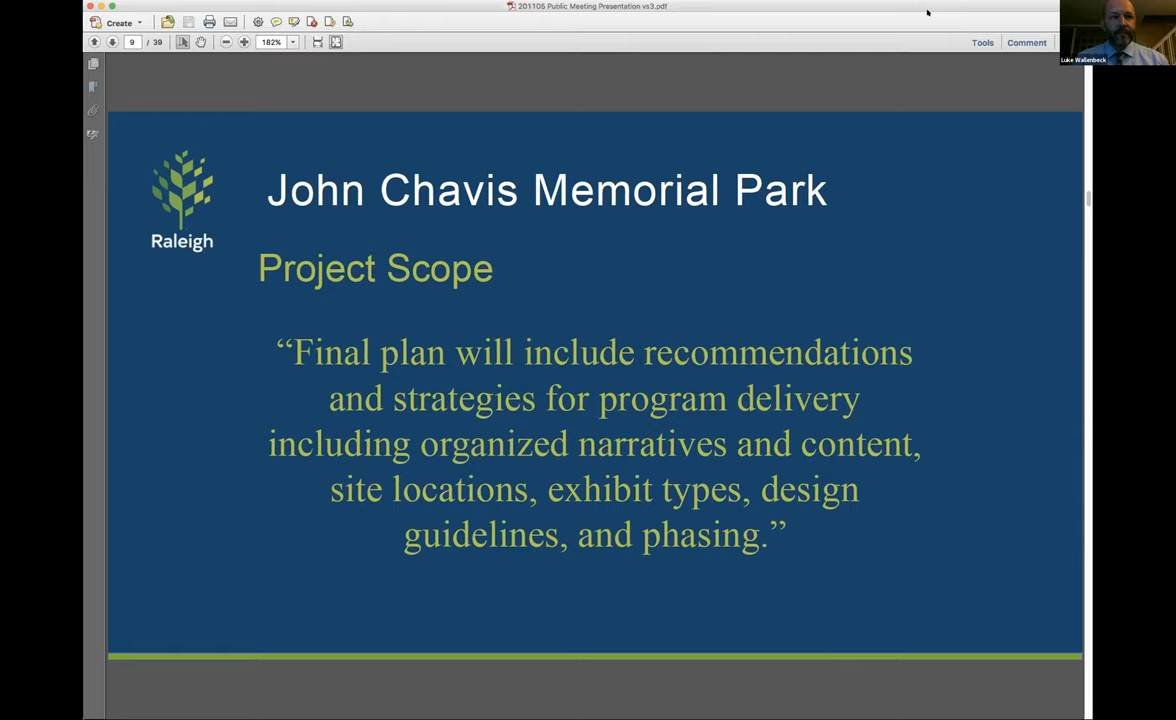 201105 Public Meeting Presentation vs3.pdf
Create
9 / 39
182%
Tools
Comment
Luke Wallenbeck
John Chavis Memorial Park
Raleigh
Project Scope
“Final plan will include recommendations
and strategies for program delivery
including organized narratives and content,
site locations, exhibit types, design
guidelines, and phasing.”